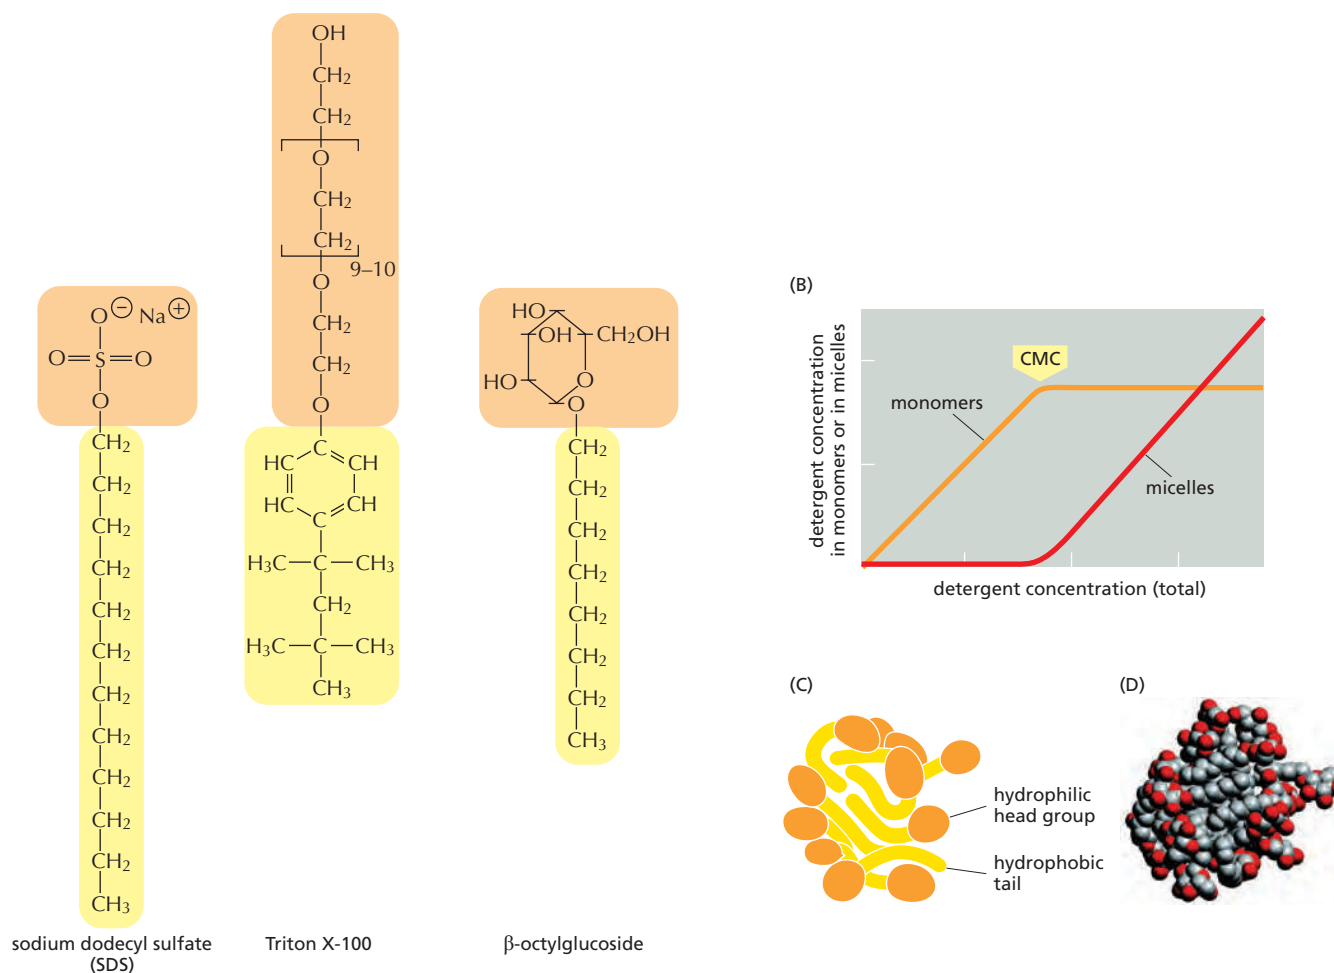 O⊖ Na⊕
O=S=O
O
CH₂
CH₂
CH₂
CH₂
CH₂
CH₂
CH₂
CH₂
CH₂
CH₂
CH₂
CH₃
sodium dodecyl sulfate
(SDS)
OH
CH₂
CH₂
O
CH₂
CH₂
9–10
O
CH₂
CH₂
O
C
HC CH
HC CH
C
H₃C—C—CH₃
CH₂
H₃C—C—CH₃
CH₃
Triton X-100
HO
OH CH₂OH
HO O
O
CH₂
CH₂
CH₂
CH₂
CH₂
CH₂
CH₂
CH₃
β-octylglucoside
(B)
detergent concentration
in monomers or in micelles
CMC
monomers
micelles
detergent concentration (total)
(C)
hydrophilic
head group
hydrophobic
tail
(D)